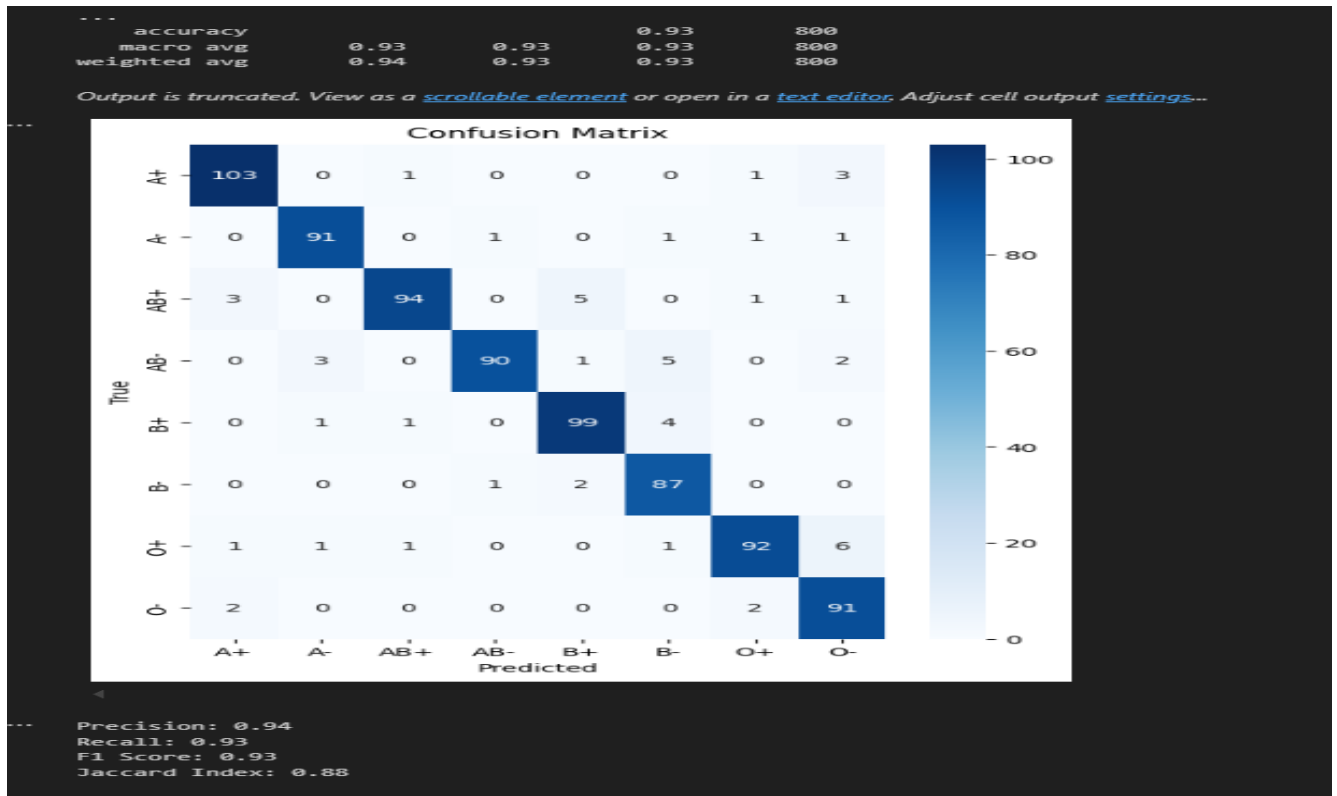 ...
accuracy 0.93 800
macro avg 0.93 0.93 0.93 800
weighted avg 0.94 0.93 0.93 800
Output is truncated. View as a scrollable element or open in a text editor. Adjust cell output settings...
...
Confusion Matrix
A+ 103 0 1 0 0 0 1 3
A- 0 91 0 1 0 1 1 1
AB+ 3 0 94 0 5 0 1 1
AB- 0 3 0 90 1 5 0 2
B+ 0 1 1 0 99 4 0 0
B- 0 0 0 1 2 87 0 0
O+ 1 1 1 0 0 1 92 6
O- 2 0 0 0 0 0 2 91
True
A+ A- AB+ AB- B+ B- O+ O-
Predicted
100
80
60
40
20
0
...
Precision: 0.94
Recall: 0.93
F1 Score: 0.93
Jaccard Index: 0.88